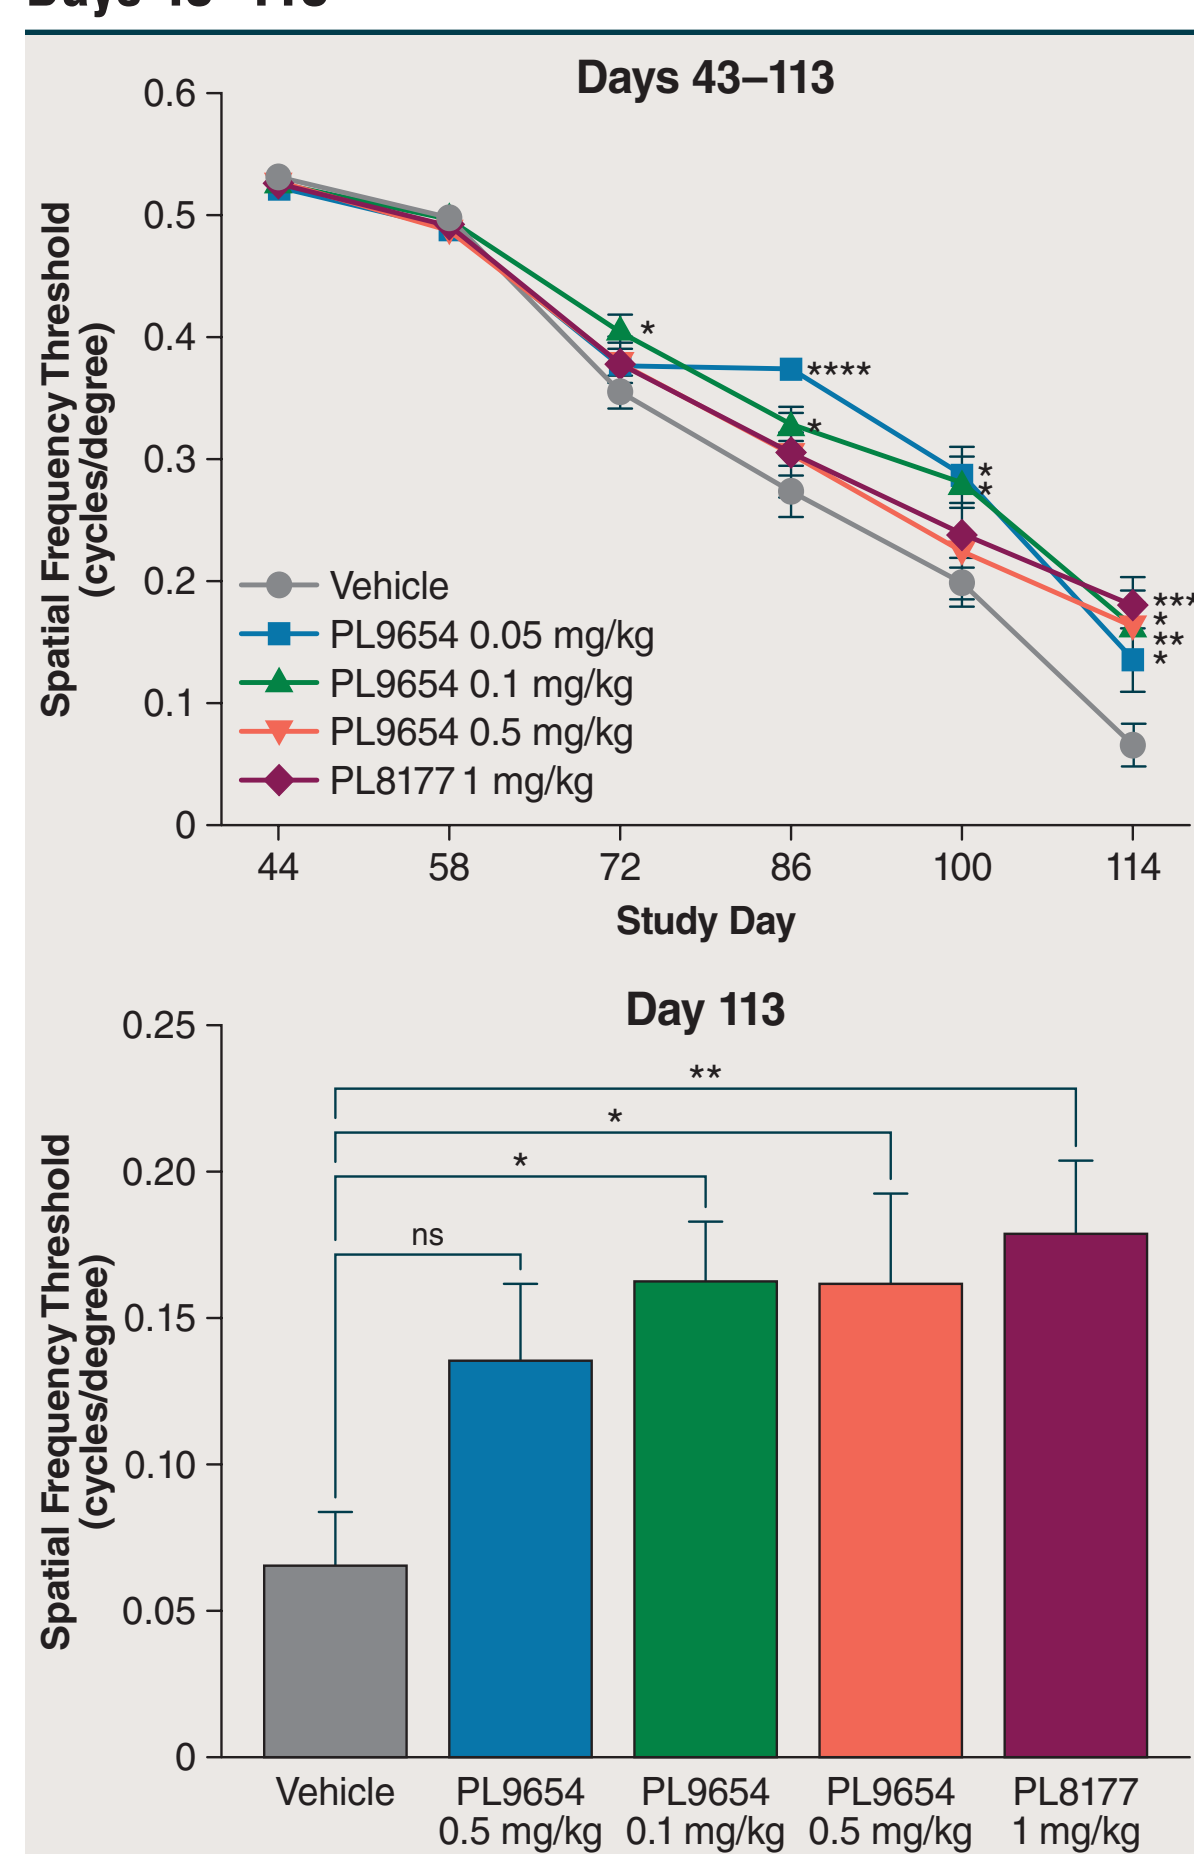 Days 43–113
0.6
0.5
0.4
0.3
0.2
0.1
0
Spatial Frequency Threshold
(cycles/degree)
*
****
*
*
*
***
*
**
*
Vehicle
PL9654 0.05 mg/kg
PL9654 0.1 mg/kg
PL9654 0.5 mg/kg
PL8177 1 mg/kg
44 58 72 86 100 114
Study Day
Day 113
0.25
0.20
0.15
0.10
0.05
0
Spatial Frequency Threshold
(cycles/degree)
**
*
*
ns
Vehicle PL9654 PL9654 PL9654 PL8177
0.5 mg/kg 0.1 mg/kg 0.5 mg/kg 1 mg/kg